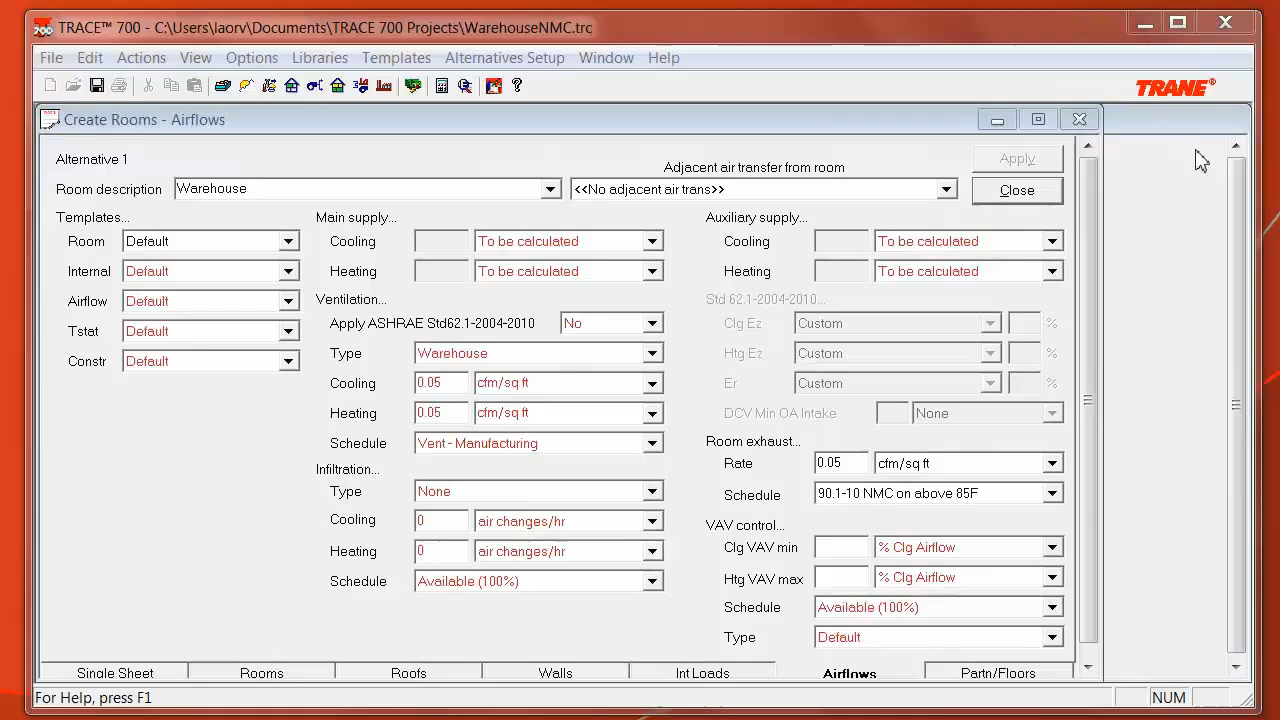 TRACE™ 700 - C:\Users\laorv\Documents\TRACE 700 Projects\WarehouseNMC.trc
File Edit Actions View Options Libraries Templates Alternatives Setup Window Help
TRANE®
Create Rooms - Airflows
Alternative 1
Adjacent air transfer from room
Apply
Room description Warehouse <<No adjacent air trans>> Close
Templates... Main supply... Auxiliary supply...
Room Default Cooling To be calculated Cooling To be calculated
Internal Default Heating To be calculated Heating To be calculated
Airflow Default Ventilation... Std 62.1-2004-2010...
Tstat Default Apply ASHRAE Std62.1-2004-2010 No Clg Ez Custom %
Constr Default Type Warehouse Htg Ez Custom %
Cooling 0.05 cfm/sq ft Er Custom %
Heating 0.05 cfm/sq ft DCV Min OA Intake None
Schedule Vent - Manufacturing Room exhaust...
Infiltration... Rate 0.05 cfm/sq ft
Type None Schedule 90.1-10 NMC on above 85F
Cooling 0 air changes/hr VAV control...
Heating 0 air changes/hr Clg VAV min % Clg Airflow
Schedule Available (100%) Htg VAV max % Clg Airflow
Schedule Available (100%)
Type Default
Single Sheet Rooms Roofs Walls Int Loads Airflows Partn/Floors
For Help, press F1 NUM